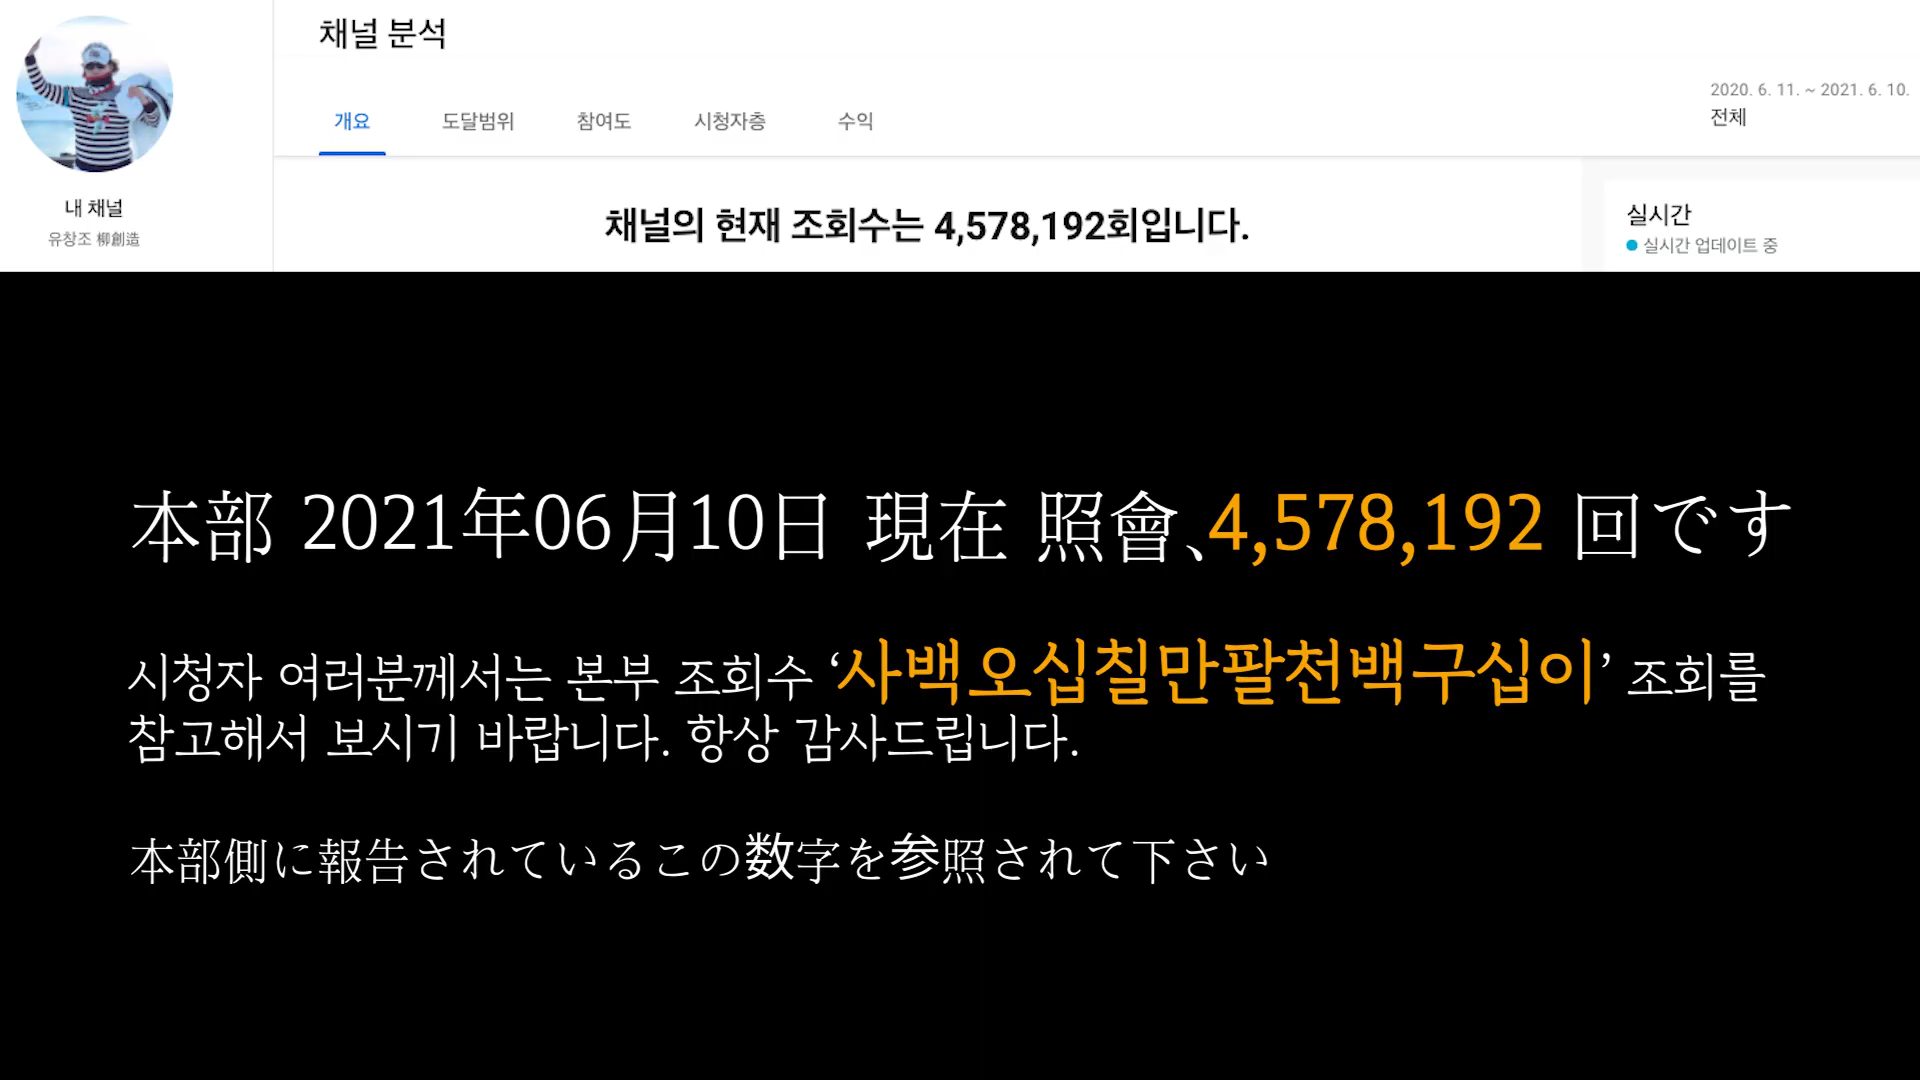 채널 분석
개요 도달범위 참여도 시청자층 수익
2020. 6. 11. ~ 2021. 6. 10.
전체
내 채널
유창조 柳創造
채널의 현재 조회수는 4,578,192회입니다.
실시간
실시간 업데이트 중
本部 2021年06月10日 現在 照會、4,578,192 回です
시청자 여러분께서는 본부 조회수 ‘사백오십칠만팔천백구십이’ 조회를
참고해서 보시기 바랍니다. 항상 감사드립니다.
本部側に報告されているこの数字を参照されて下さい